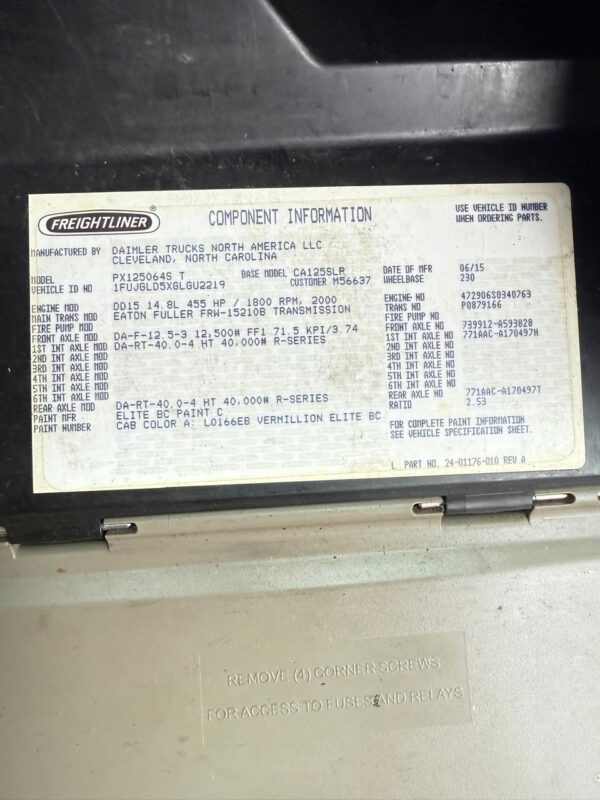 FREIGHTLINER®
COMPONENT INFORMATION
USE VEHICLE ID NUMBER
WHEN ORDERING PARTS.
MANUFACTURED BY DAIMLER TRUCKS NORTH AMERICA LLC
CLEVELAND, NORTH CAROLINA
MODEL PX125064S T BASE MODEL CA125SLP
VEHICLE ID NO 1FUJGLD5XGLGU2219 CUSTOMER M56637
ENGINE MOD DD15 14.8L 455 HP / 1800 RPM, 2000
MAIN TRANS MOD EATON FULLER FRW-15210B TRANSMISSION
FIRE PUMP MOD
FRONT AXLE MOD DA-F-12.5-3 12,500# FF1 71.5 KPI/3.74
1ST INT AXLE MOD DA-RT-40.0-4 HT 40,000# R-SERIES
2ND INT AXLE MOD
3RD INT AXLE MOD
4TH INT AXLE MOD
5TH INT AXLE MOD
6TH INT AXLE MOD
REAR AXLE MOD DA-RT-40.0-4 HT 40,000# R-SERIES
PAINT MFR ELITE BC PAINT C
PAINT NUMBER CAB COLOR A: L0166EB VERMILLION ELITE BC
DATE OF MFR 06/15
WHEELBASE 230
ENGINE NO 472906S0340763
TRANS NO P0879166
FIRE PUMP NO
FRONT AXLE NO 739912-A593828
1ST INT AXLE NO 771AAC-A170497H
2ND INT AXLE NO
3RD INT AXLE NO
4TH INT AXLE NO
5TH INT AXLE NO
6TH INT AXLE NO
REAR AXLE NO 771AAC-A170497T
RATIO 2.53
FOR COMPLETE PAINT INFORMATION
SEE VEHICLE SPECIFICATION SHEET.
L PART NO. 24-01176-010 REV A
REMOVE (4) CORNER SCREWS
FOR ACCESS TO FUSES AND RELAYS